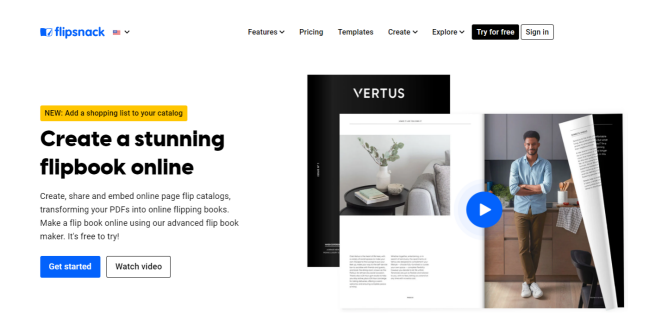 flipsnack
Features
Pricing
Templates
Create
Explore
Try for free
Sign in
NEW: Add a shopping list to your catalog
Create a stunning
flipbook online
Create, share and embed online page flip catalogs,
transforming your PDFs into online flipping books.
Make a flip book online using our advanced flip book
maker. It's free to try!
Get started
Watch video
VERTUS